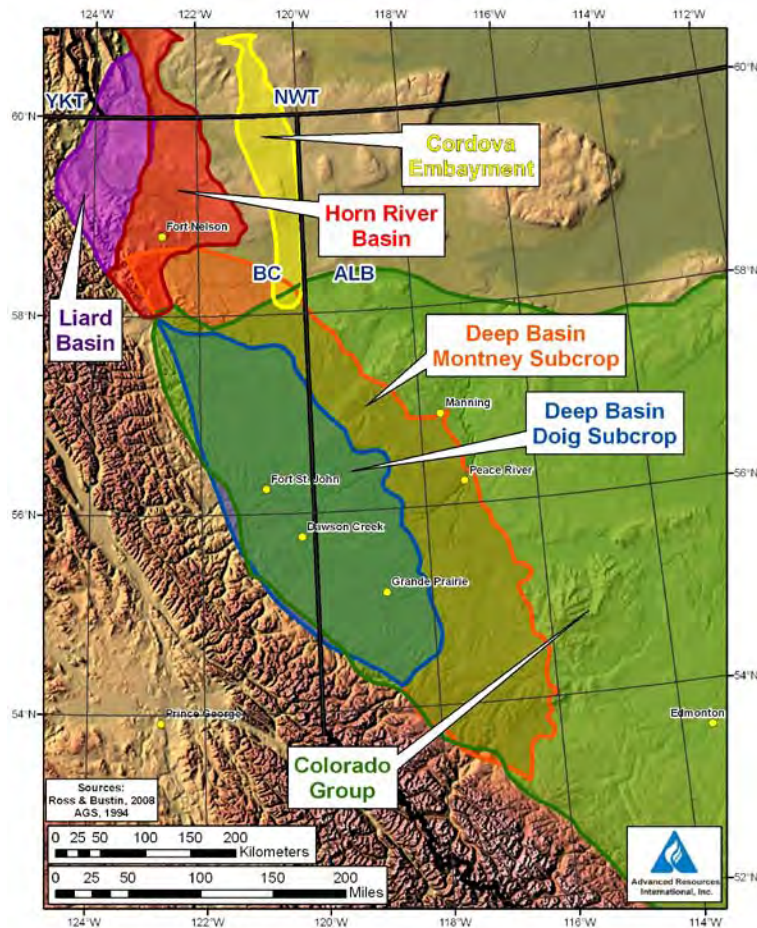 124°W
122°W
120°W
118°W
116°W
114°W
112°W
60°N
60°N
YKT
NWT
Cordova
Embayment
Horn River
Basin
Fort Nelson
BC
ALB
58°N
58°N
Liard
Basin
Deep Basin
Montney Subcrop
Manning
Deep Basin
Doig Subcrop
Peace River
Fort St. John
56°N
56°N
Dawson Creek
Grande Prairie
54°N
54°N
Prince George
Edmonton
Colorado
Group
Sources:
Ross & Bustin, 2008
AGS, 1994
0 25 50 100 150 200
Kilometers
0 25 50 100 150 200
Miles
Advanced Resources
International, Inc.
52°N
124°W
122°W
120°W
118°W
116°W
114°W